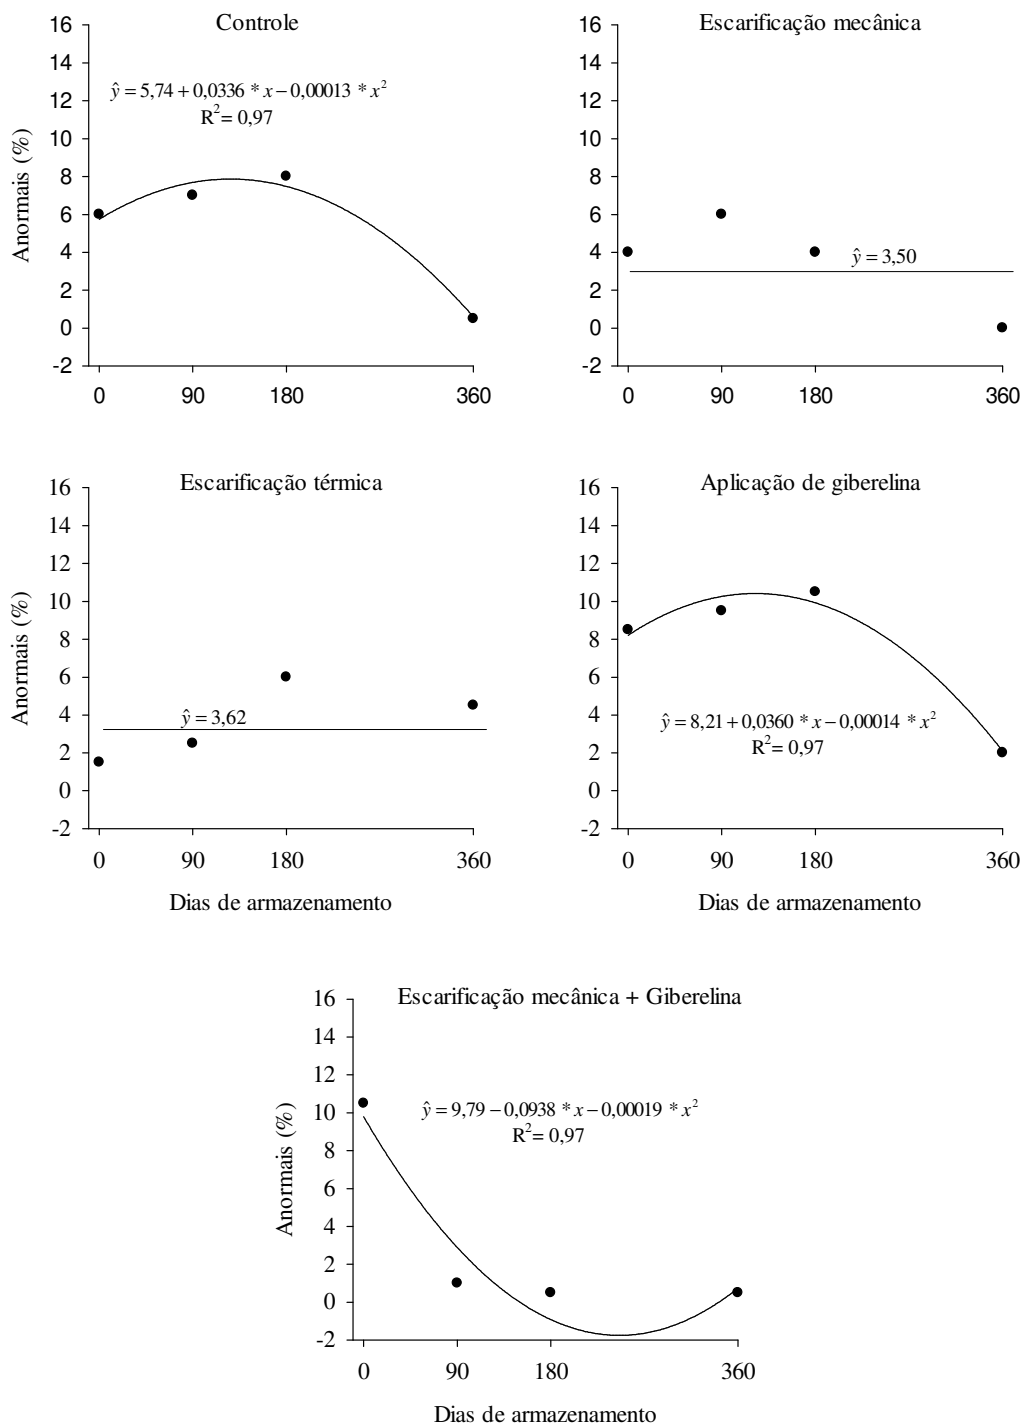 Controle
16
14
12
10
8
6
4
2
0
-2
Anormais (%)
ŷ = 5,74 + 0,0336 * x − 0,00013 * x²
R² = 0,97
0 90 180 360
Escarificação mecânica
16
14
12
10
8
6
4
2
0
-2
ŷ = 3,50
0 90 180 360
Escarificação térmica
16
14
12
10
8
6
4
2
0
-2
Anormais (%)
ŷ = 3,62
0 90 180 360
Dias de armazenamento
Aplicação de giberelina
16
14
12
10
8
6
4
2
0
-2
ŷ = 8,21 + 0,0360 * x − 0,00014 * x²
R² = 0,97
0 90 180 360
Dias de armazenamento
Escarificação mecânica + Giberelina
16
14
12
10
8
6
4
2
0
-2
Anormais (%)
ŷ = 9,79 − 0,0938 * x − 0,00019 * x²
R² = 0,97
0 90 180 360
Dias de armazenamento